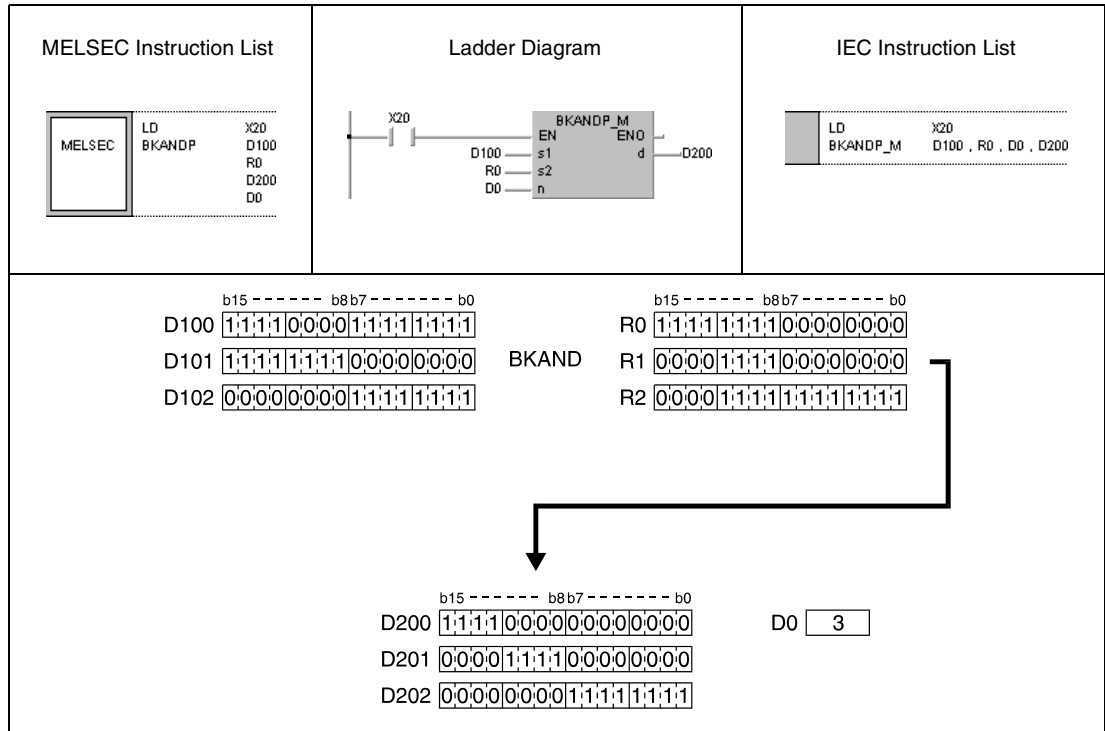 MELSEC Instruction List
Ladder Diagram
IEC Instruction List
MELSEC
LD X20
BKANDP D100
R0
D200
D0
X20
BKANDP_M
EN ENO
D100 s1 d D200
R0 s2
D0 n
LD X20
BKANDP_M D100 , R0 , D0 , D200
b15 b8 b7 b0
D100 1111000011111111
D101 1111111100000000
D102 0000000011111111
BKAND
b15 b8 b7 b0
R0 1111111100000000
R1 0000111100000000
R2 0000111111111111
b15 b8 b7 b0
D200 1111000000000000
D201 0000111100000000
D202 0000000011111111
D0 3